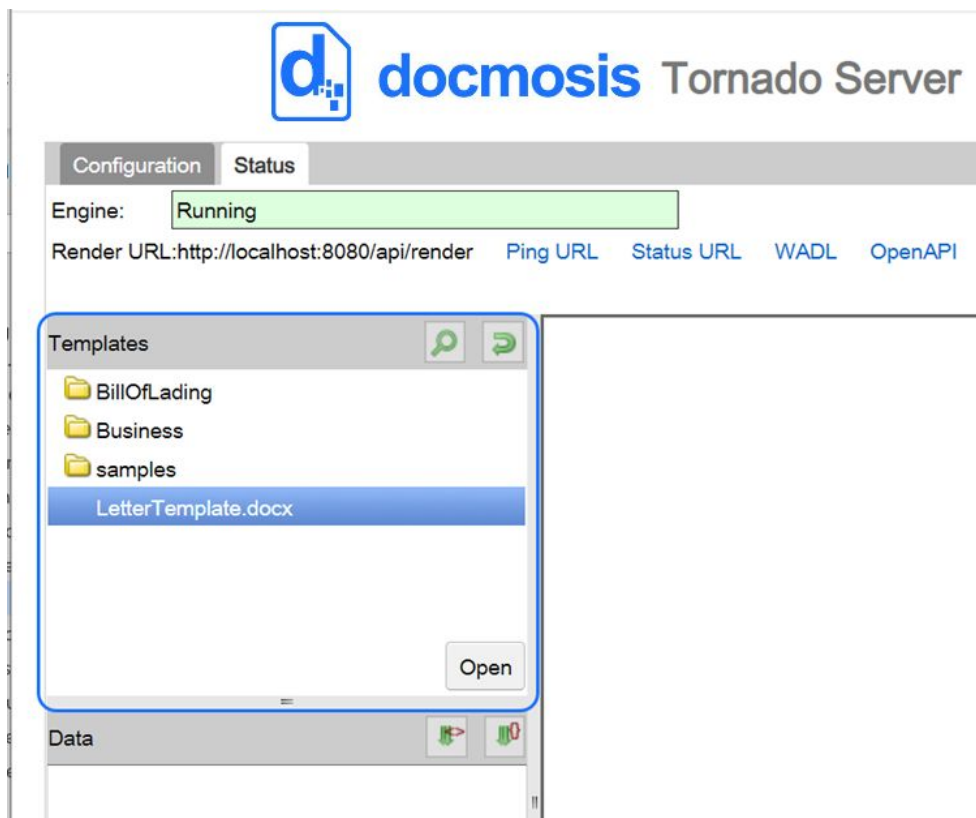 docmosis Tornado Server
Configuration Status
Engine: Running
Render URL:http://localhost:8080/api/render Ping URL Status URL WADL OpenAPI
Templates
BillOfLading
Business
samples
LetterTemplate.docx
Open
Data